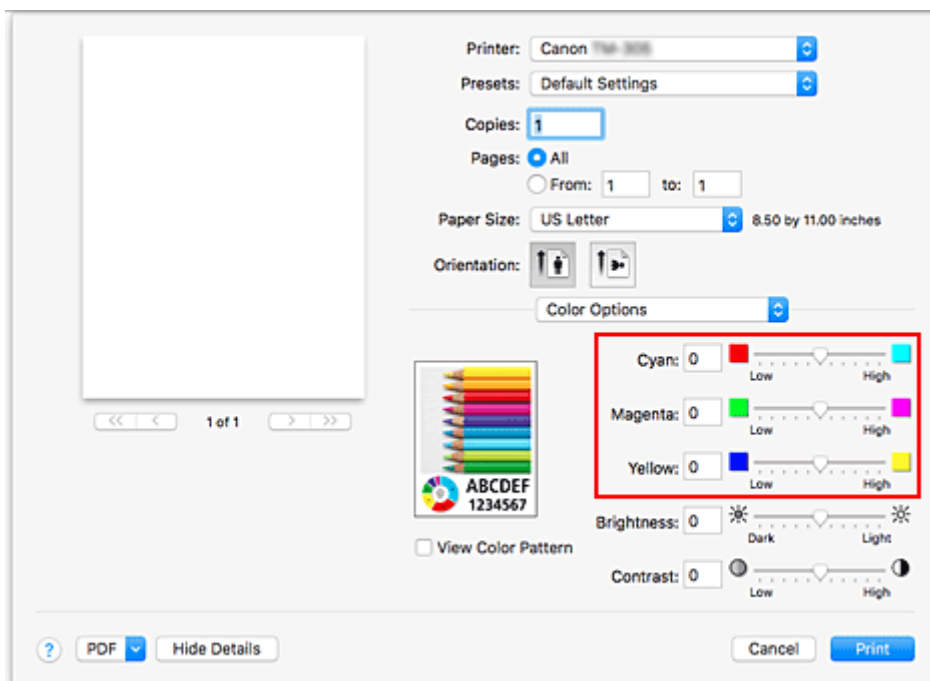 Printer: Canon
Presets: Default Settings
Copies: 1
Pages: All
From: 1 to: 1
Paper Size: US Letter 8.50 by 11.00 inches
Orientation:
Color Options
Cyan: 0
Low High
Magenta: 0
Low High
Yellow: 0
Low High
Brightness: 0
Dark Light
Contrast: 0
Low High
<< < 1 of 1 > >>
ABCDEF
1234567
View Color Pattern
? PDF Hide Details Cancel Print